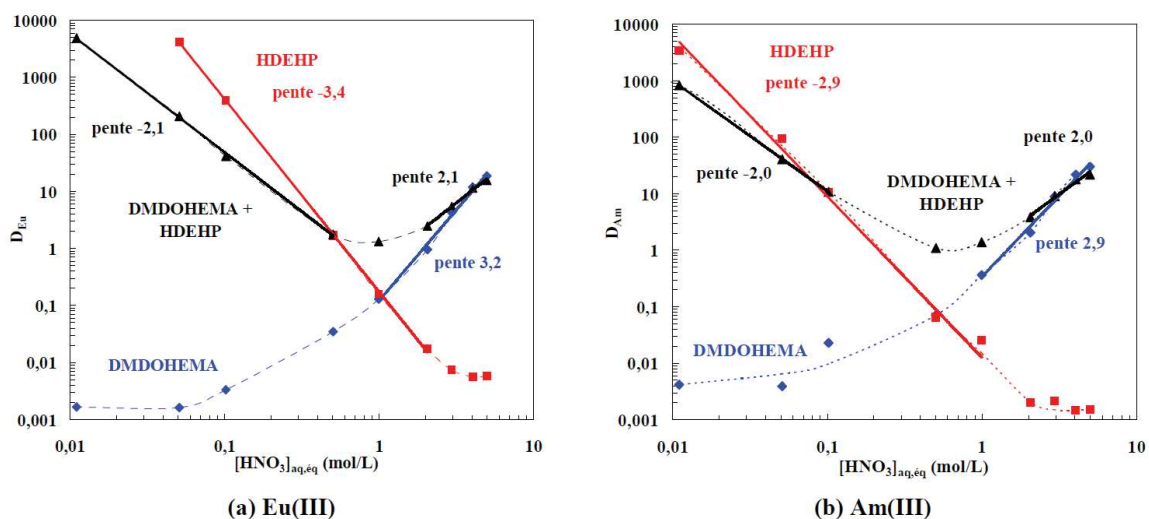 10000
1000
100
10
1
0,1
0,01
0,001
D_Eu
HDEHP
pente -3,4
pente -2,1
pente 2,1
DMDOHEMA +
HDEHP
pente 3,2
DMDOHEMA
0,01
0,1
1
10
[HNO₃]aq,éq (mol/L)
(a) Eu(III)
10000
1000
100
10
1
0,1
0,01
0,001
D_Am
HDEHP
pente -2,9
pente 2,0
pente -2,0
DMDOHEMA +
HDEHP
pente 2,9
DMDOHEMA
0,01
0,1
1
10
[HNO₃]aq,éq (mol/L)
(b) Am(III)